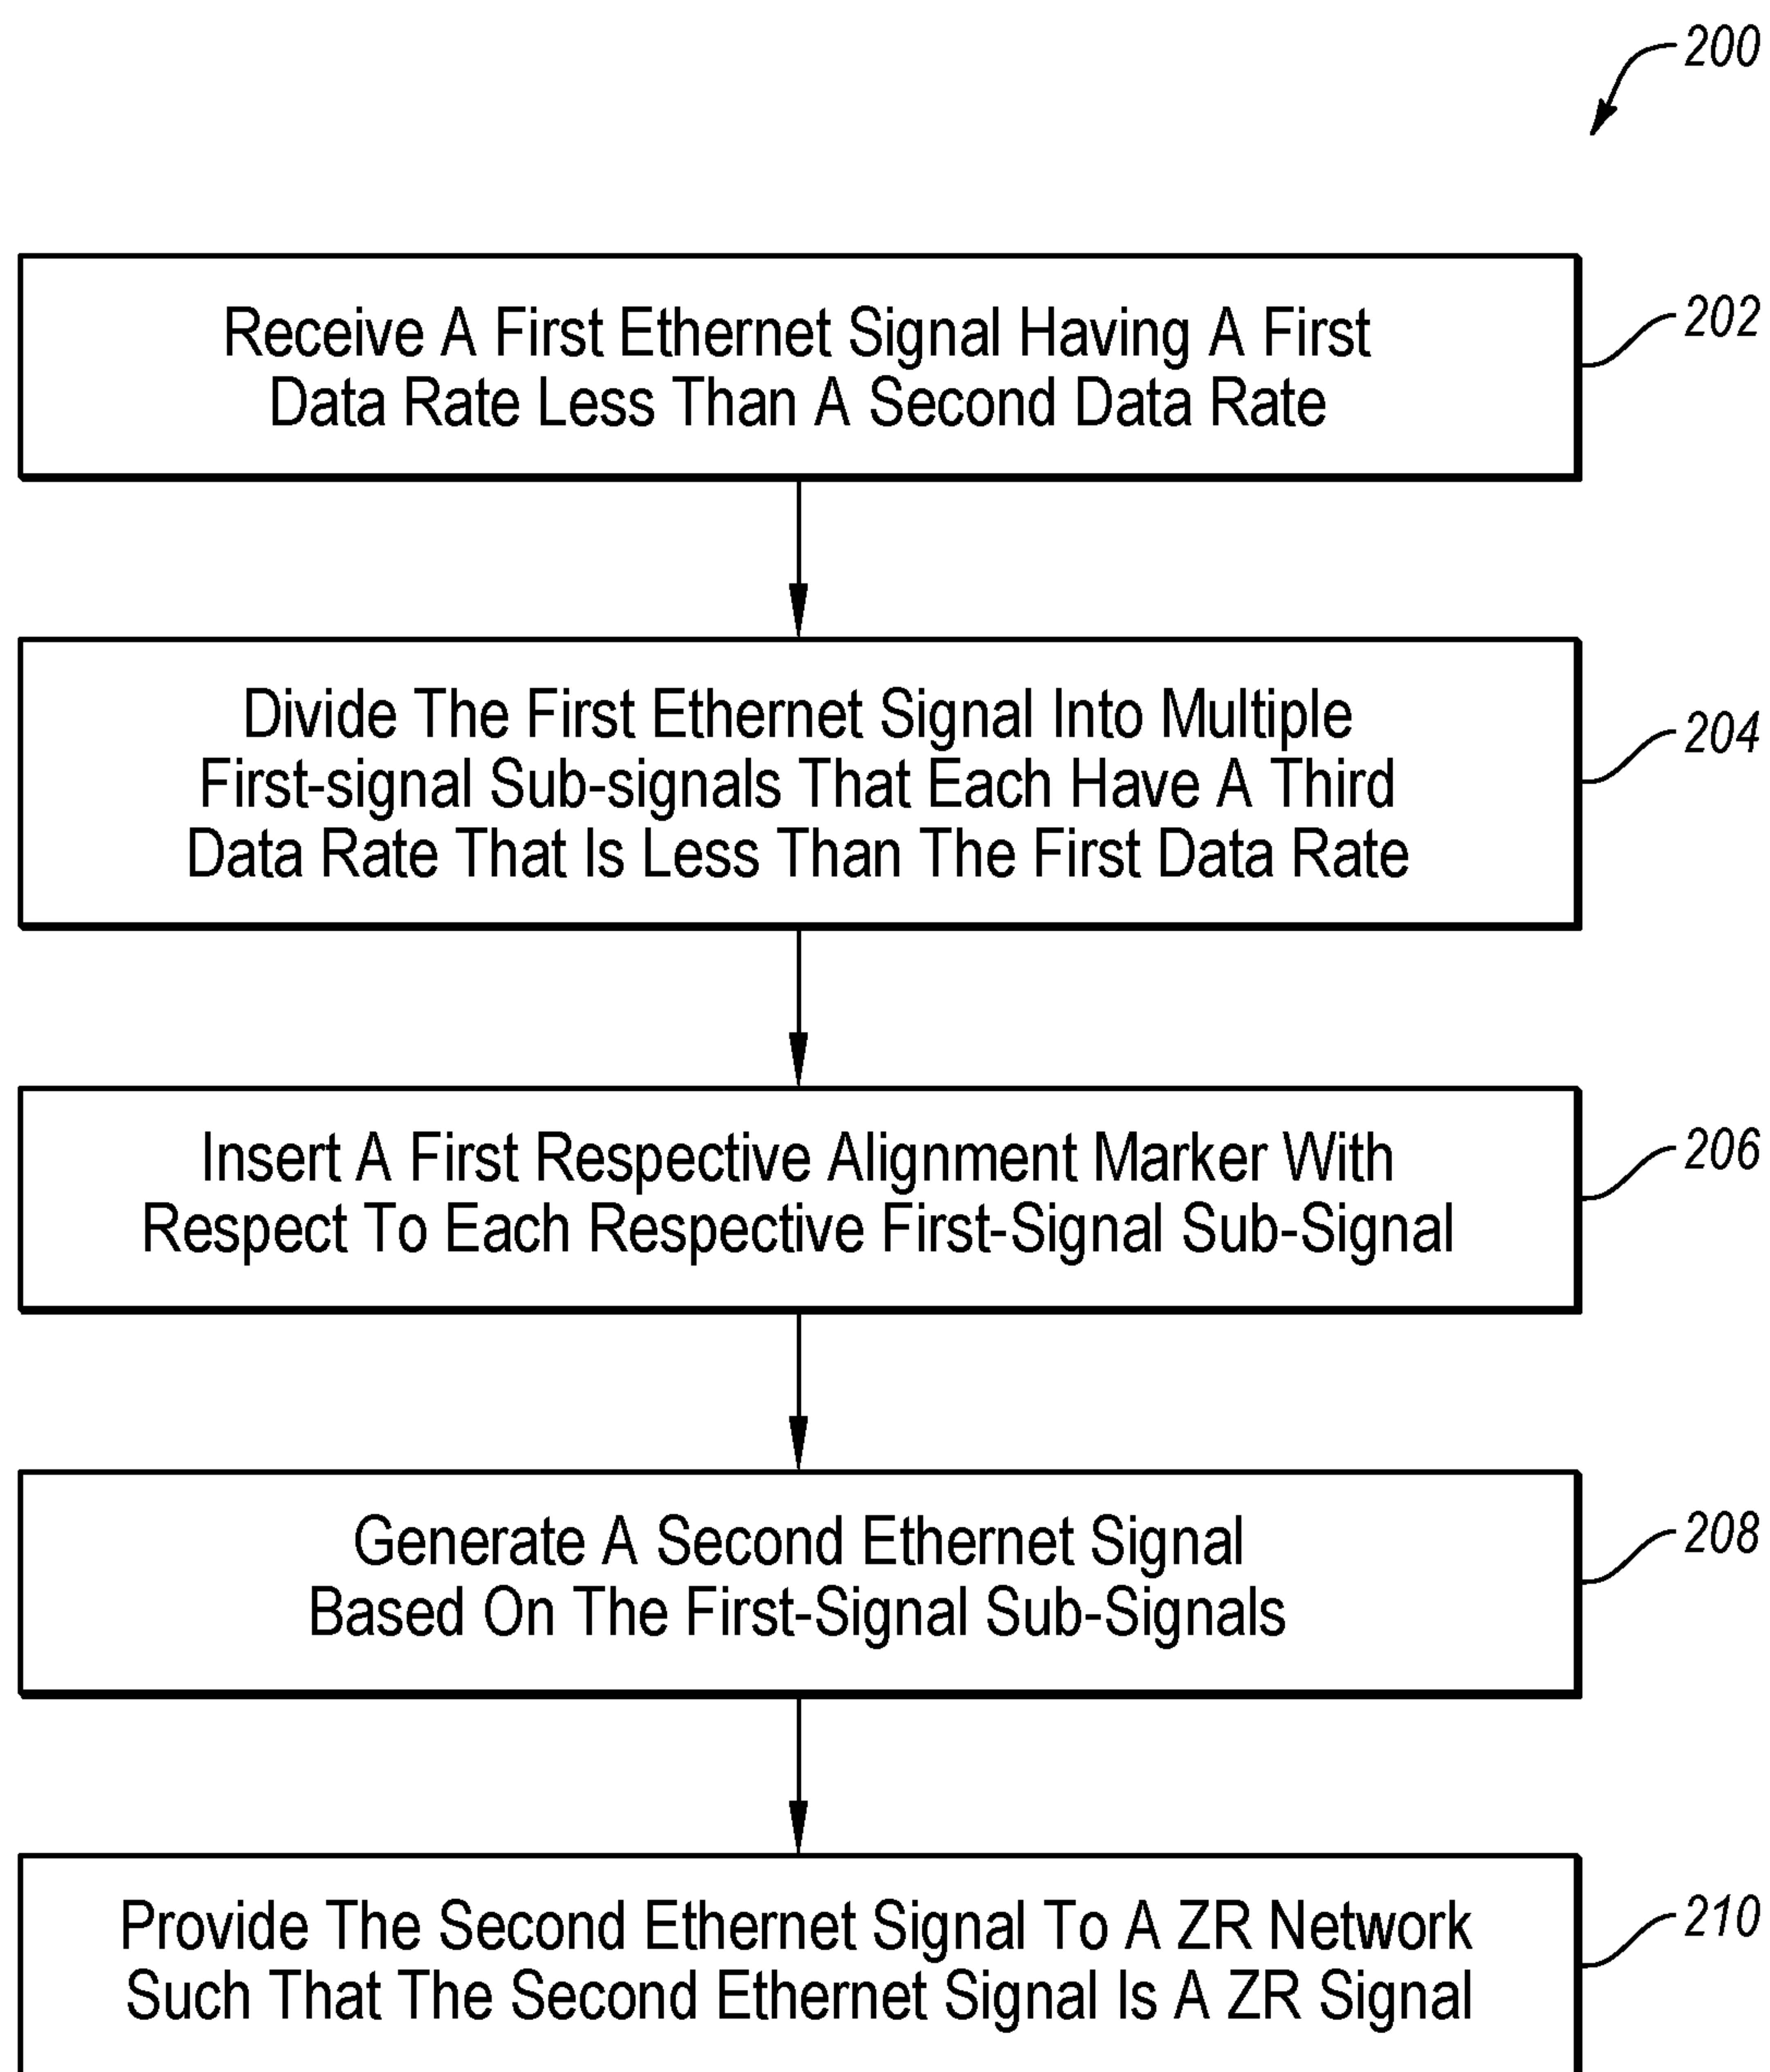 200
Receive A First Ethernet Signal Having A First
Data Rate Less Than A Second Data Rate
202
Divide The First Ethernet Signal Into Multiple
First-signal Sub-signals That Each Have A Third
Data Rate That Is Less Than The First Data Rate
204
Insert A First Respective Alignment Marker With
Respect To Each Respective First-Signal Sub-Signal
206
Generate A Second Ethernet Signal
Based On The First-Signal Sub-Signals
208
Provide The Second Ethernet Signal To A ZR Network
Such That The Second Ethernet Signal Is A ZR Signal
210